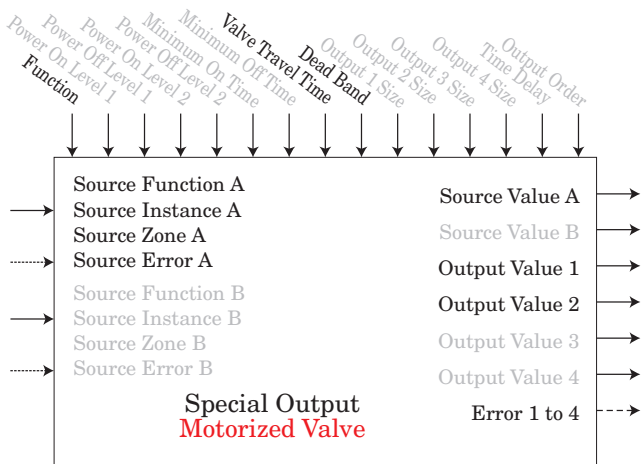 Function
Power On Level 1
Power Off Level 1
Power On Level 2
Power Off Level 2
Minimum On Time
Minimum Off Time
Valve Travel Time
Dead Band
Output 1 Size
Output 2 Size
Output 3 Size
Output 4 Size
Time Delay
Output Order
Source Function A
Source Instance A
Source Zone A
Source Error A
Source Function B
Source Instance B
Source Zone B
Source Error B
Source Value A
Source Value B
Output Value 1
Output Value 2
Output Value 3
Output Value 4
Error 1 to 4
Special Output
Motorized Valve